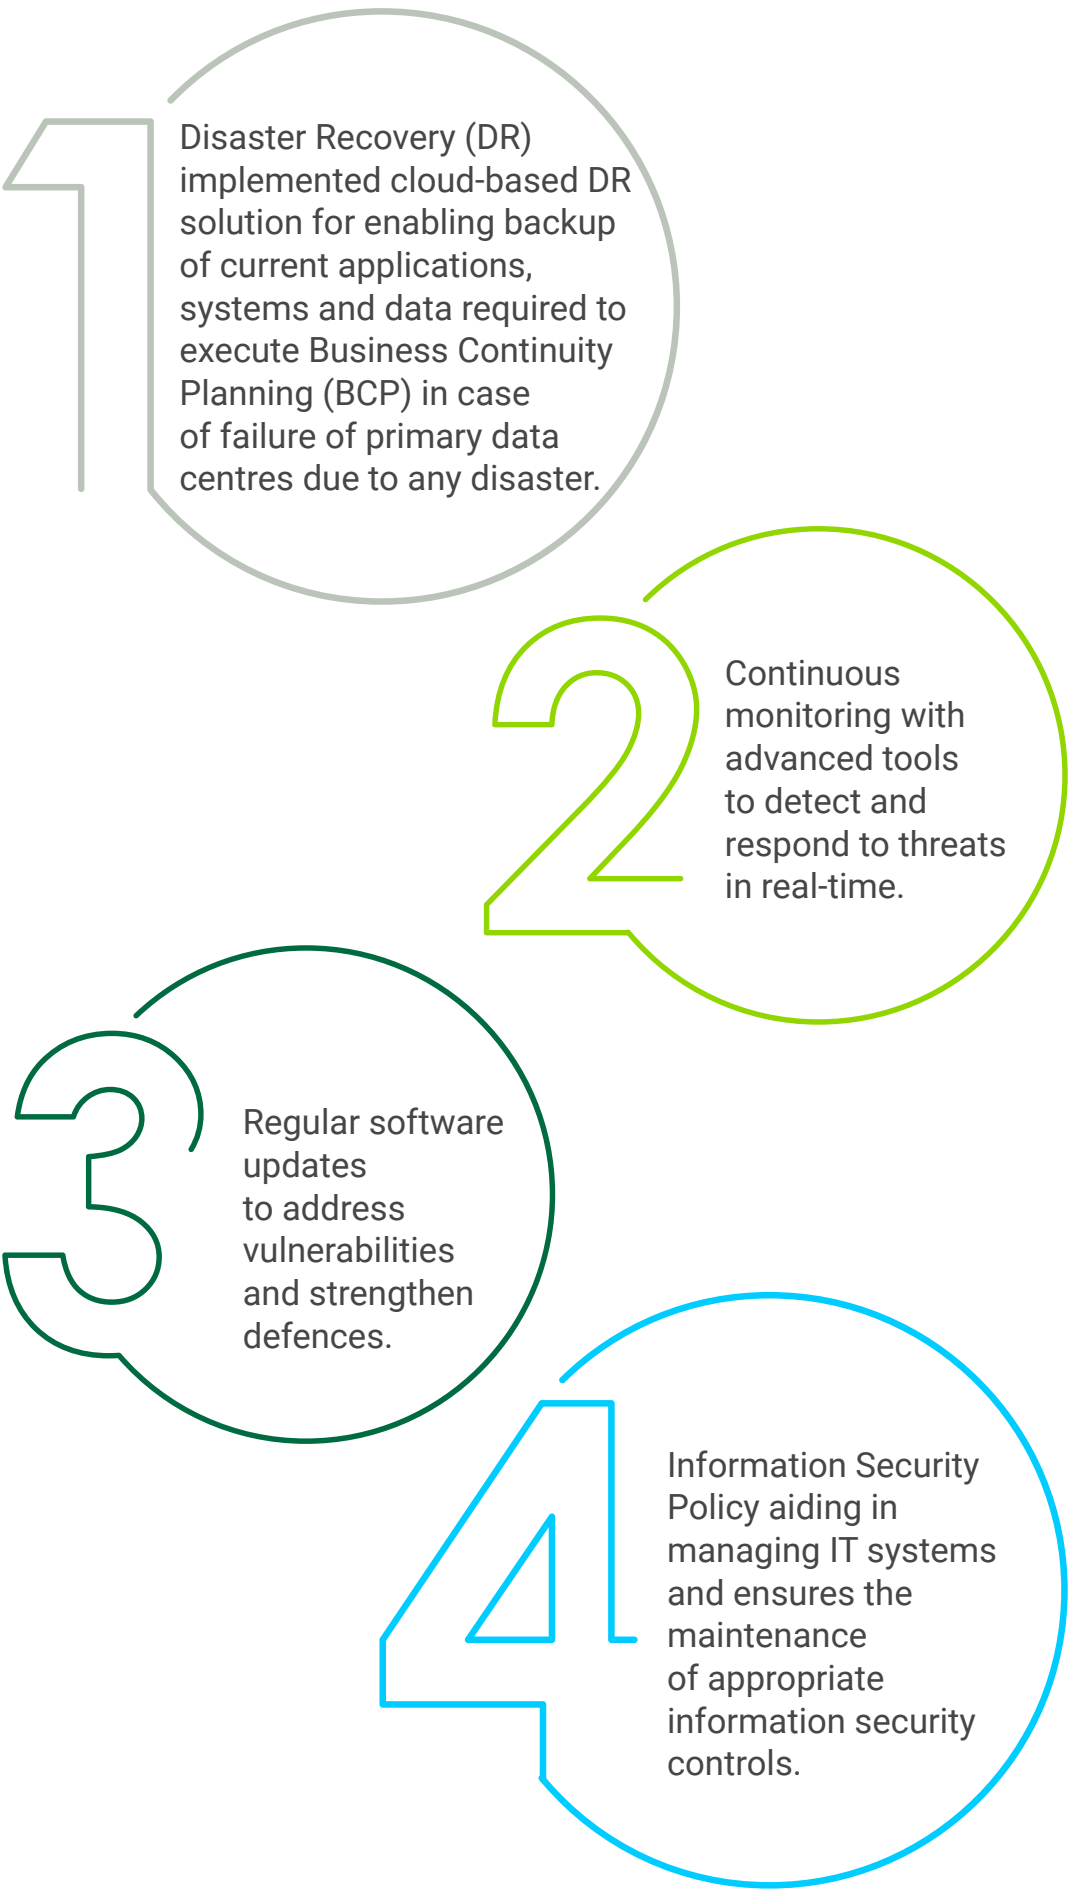 1
Disaster Recovery (DR)
implemented cloud-based DR
solution for enabling backup
of current applications,
systems and data required to
execute Business Continuity
Planning (BCP) in case
of failure of primary data
centres due to any disaster.
2
Continuous
monitoring with
advanced tools
to detect and
respond to threats
in real-time.
3
Regular software
updates
to address
vulnerabilities
and strengthen
defences.
4
Information Security
Policy aiding in
managing IT systems
and ensures the
maintenance
of appropriate
information security
controls.